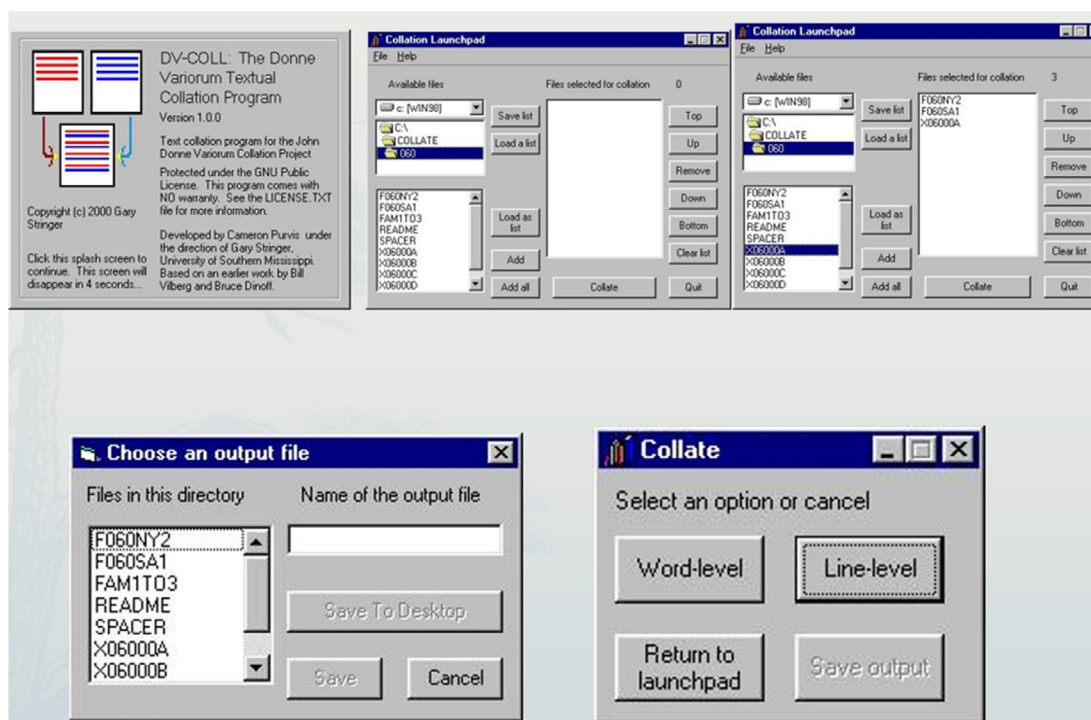 DV-COLL: The Donne
Variorum Textual
Collation Program
Version 1.0.0
Text collation program for the John
Donne Variorum Collation Project
Protected under the GNU Public
License. This program comes with
NO warranty. See the LICENSE.TXT
file for more information.
Developed by Cameron Purvis under
the direction of Gary Stringer,
University of Southern Mississippi.
Based on an earlier work by Bill
Vilberg and Bruce Dinoff.
Copyright (c) 2000 Gary
Stringer
Click this splash screen to
continue. This screen will
disappear in 4 seconds...
Collation Launchpad
File Help
Available files
Files selected for collation 0
c: [WIN98]
C:\
COLLATE
060
Save list
Load a list
F060NY2
F060SA1
FAM1TO3
README
SPACER
X06000A
X06000B
X06000C
X06000D
Load as
list
Add
Add all
Collate
Top
Up
Remove
Down
Bottom
Clear list
Quit
Collation Launchpad
File Help
Available files
Files selected for collation 3
c: [WIN98]
C:\
COLLATE
060
Save list
Load a list
F060NY2
F060SA1
X06000A
F060NY2
F060SA1
FAM1TO3
README
SPACER
X06000A
X06000B
X06000C
X06000D
Load as
list
Add
Add all
Collate
Top
Up
Remove
Down
Bottom
Clear list
Quit
Choose an output file
Files in this directory
Name of the output file
F060NY2
F060SA1
FAM1TO3
README
SPACER
X06000A
X06000B
Save To Desktop
Save
Cancel
Collate
Select an option or cancel
Word-level
Line-level
Return to
launchpad
Save output